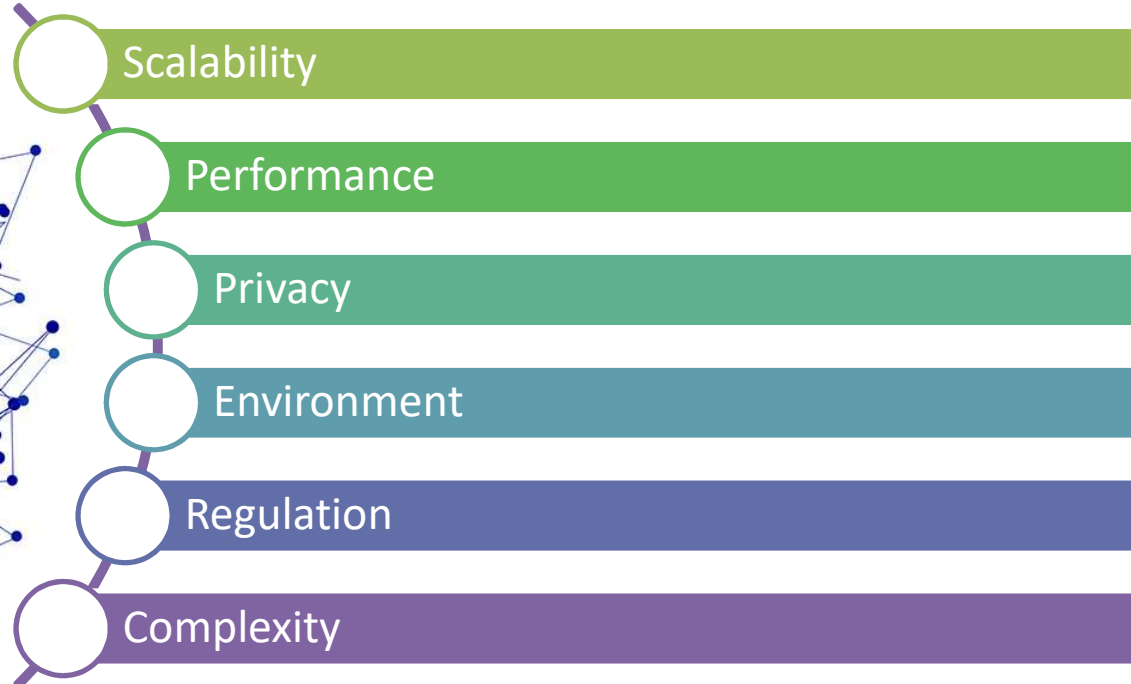 Scalability
Performance
Privacy
Environment
Regulation
Complexity